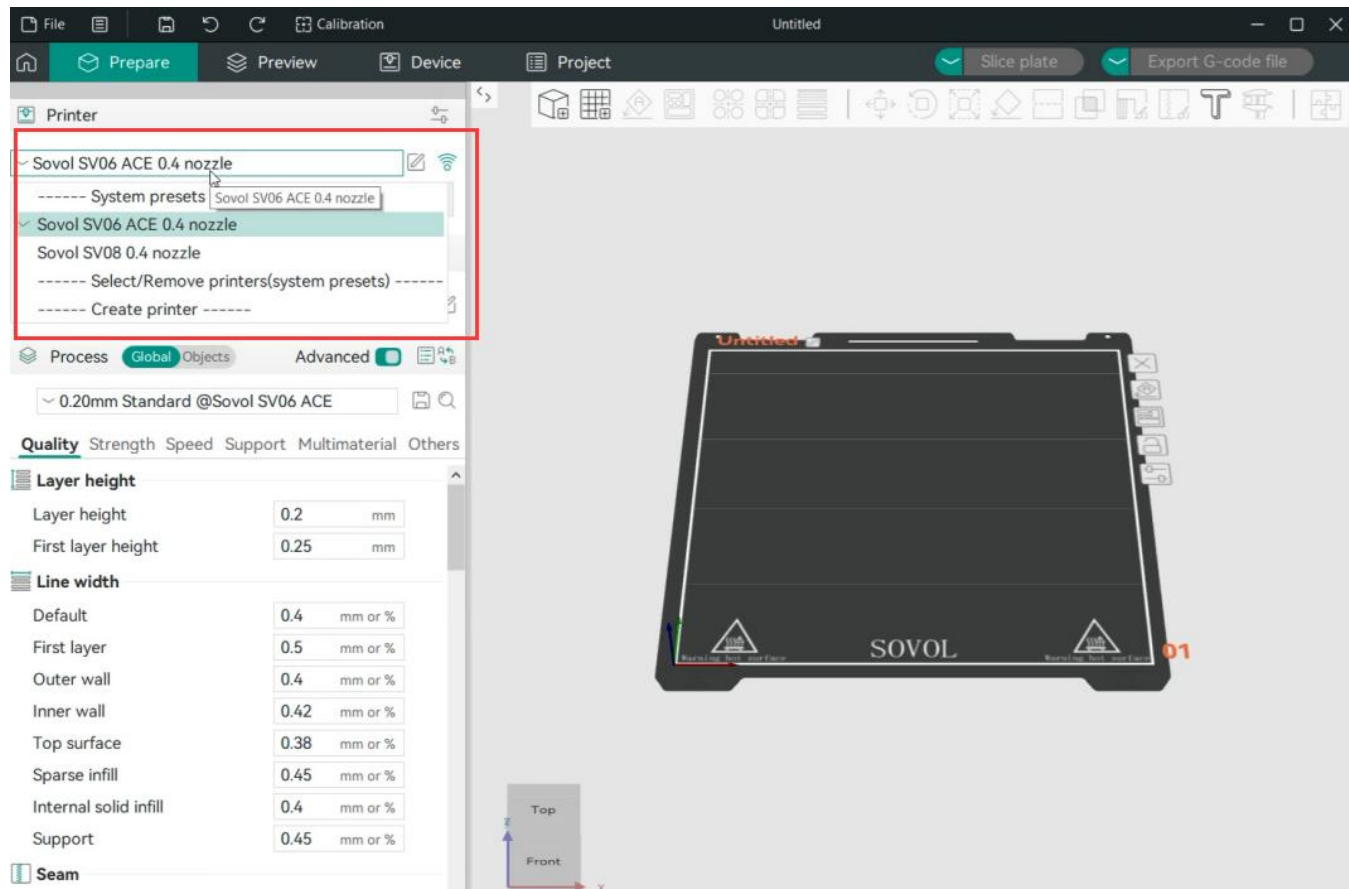 File Calibration Untitled
Prepare Preview Device Project Slice plate Export G-code file
Printer
Sovol SV06 ACE 0.4 nozzle
------ System presets
Sovol SV06 ACE 0.4 nozzle
Sovol SV06 ACE 0.4 nozzle
Sovol SV08 0.4 nozzle
------ Select/Remove printers(system presets) ------
------ Create printer ------
Process Global Objects Advanced
0.20mm Standard @Sovol SV06 ACE
Quality Strength Speed Support Multimaterial Others
Layer height
Layer height 0.2 mm
First layer height 0.25 mm
Line width
Default 0.4 mm or %
First layer 0.5 mm or %
Outer wall 0.4 mm or %
Inner wall 0.42 mm or %
Top surface 0.38 mm or %
Sparse infill 0.45 mm or %
Internal solid infill 0.4 mm or %
Support 0.45 mm or %
Seam
Untitled
SOVOL
Warning hot surface
Warning hot surface
01
Top
Front
z
x